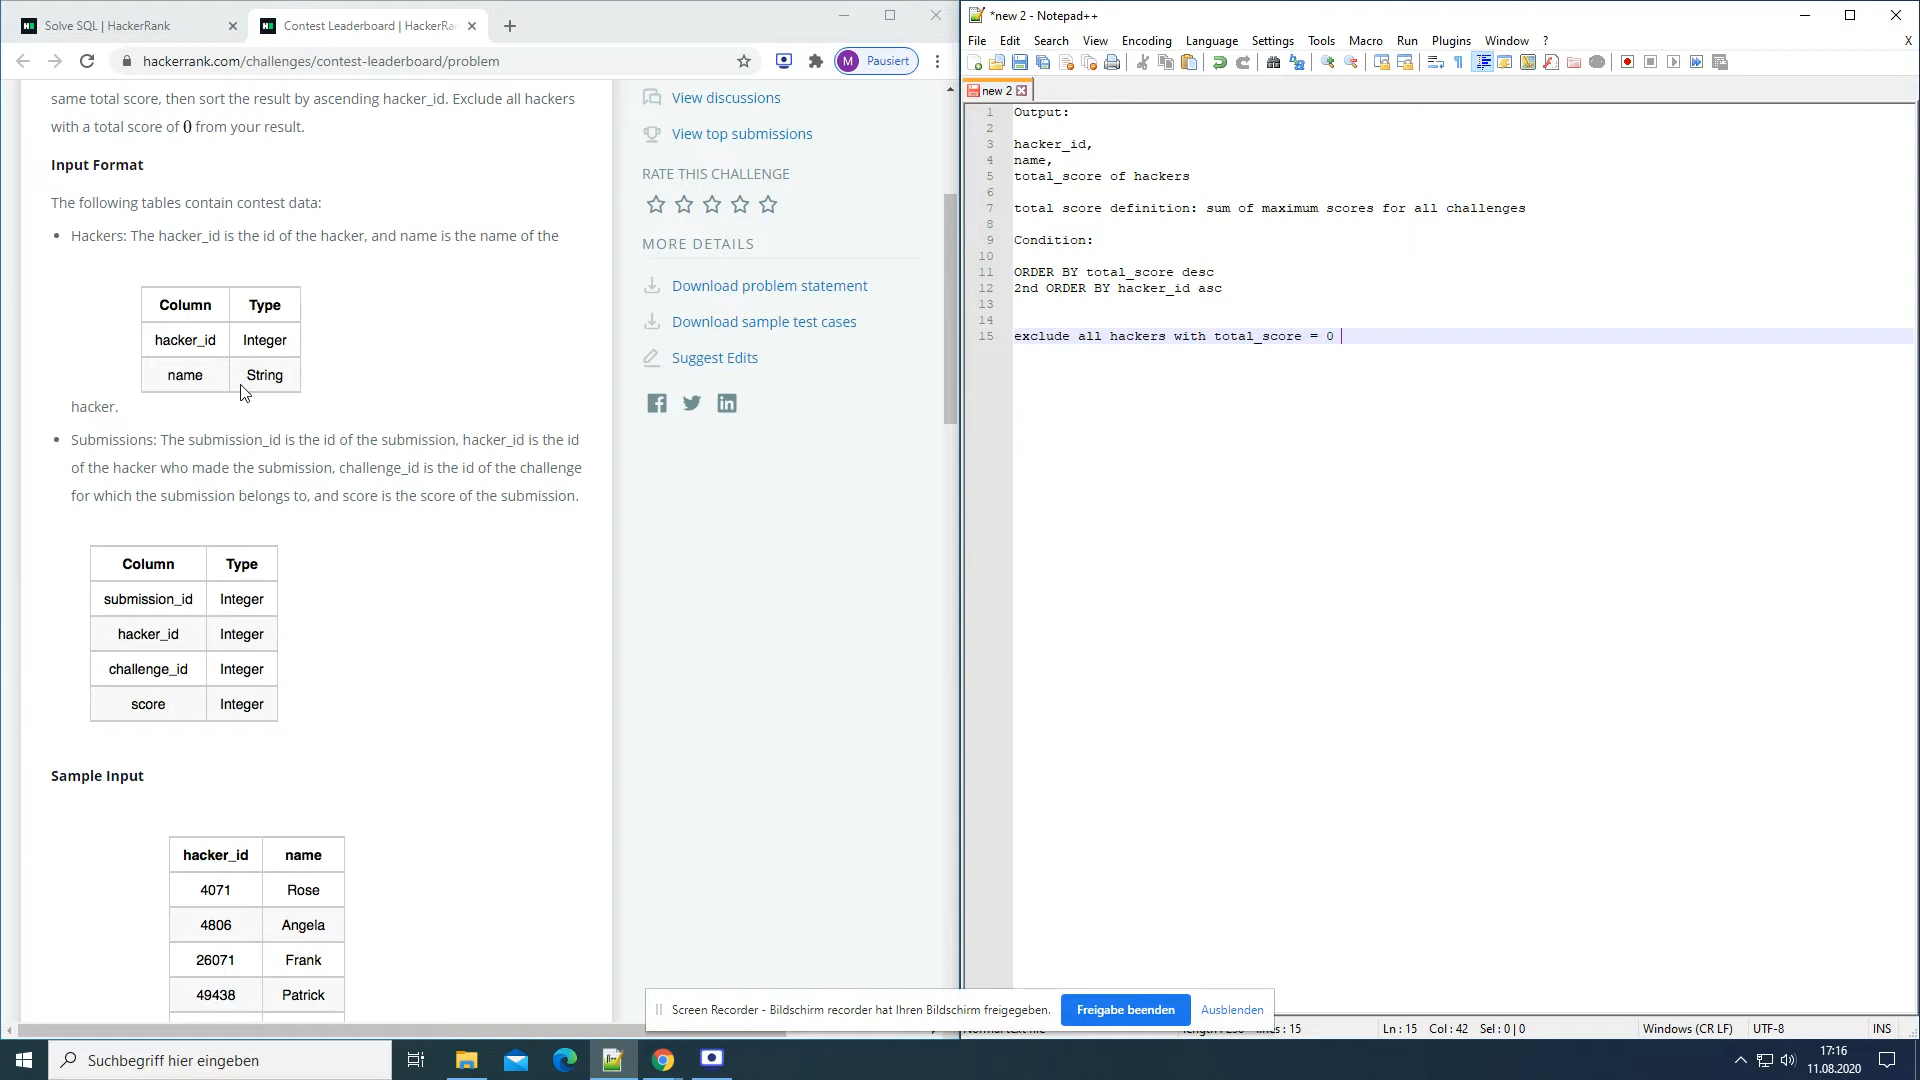 Solve SQL | HackerRank
Contest Leaderboard | HackerRa
hackerrank.com/challenges/contest-leaderboard/problem
M Pausiert
same total score, then sort the result by ascending hacker_id. Exclude all hackers
with a total score of 0 from your result.
Input Format
The following tables contain contest data:
Hackers: The hacker_id is the id of the hacker, and name is the name of the
Column Type
hacker_id Integer
name String
hacker.
Submissions: The submission_id is the id of the submission, hacker_id is the id
of the hacker who made the submission, challenge_id is the id of the challenge
for which the submission belongs to, and score is the score of the submission.
Column Type
submission_id Integer
hacker_id Integer
challenge_id Integer
score Integer
Sample Input
hacker_id name
4071 Rose
4806 Angela
26071 Frank
49438 Patrick
View discussions
View top submissions
RATE THIS CHALLENGE
MORE DETAILS
Download problem statement
Download sample test cases
Suggest Edits
*new 2 - Notepad++
File Edit Search View Encoding Language Settings Tools Macro Run Plugins Window ? X
new 2
1 Output:
2
3 hacker_id,
4 name,
5 total_score of hackers
6
7 total score definition: sum of maximum scores for all challenges
8
9 Condition:
10
11 ORDER BY total_score desc
12 2nd ORDER BY hacker_id asc
13
14
15 exclude all hackers with total_score = 0
Screen Recorder - Bildschirm recorder hat Ihren Bildschirm freigegeben. Freigabe beenden Ausblenden
lines : 15 Ln : 15 Col : 42 Sel : 0 | 0 Windows (CR LF) UTF-8 INS
Suchbegriff hier eingeben
17:16
11.08.2020